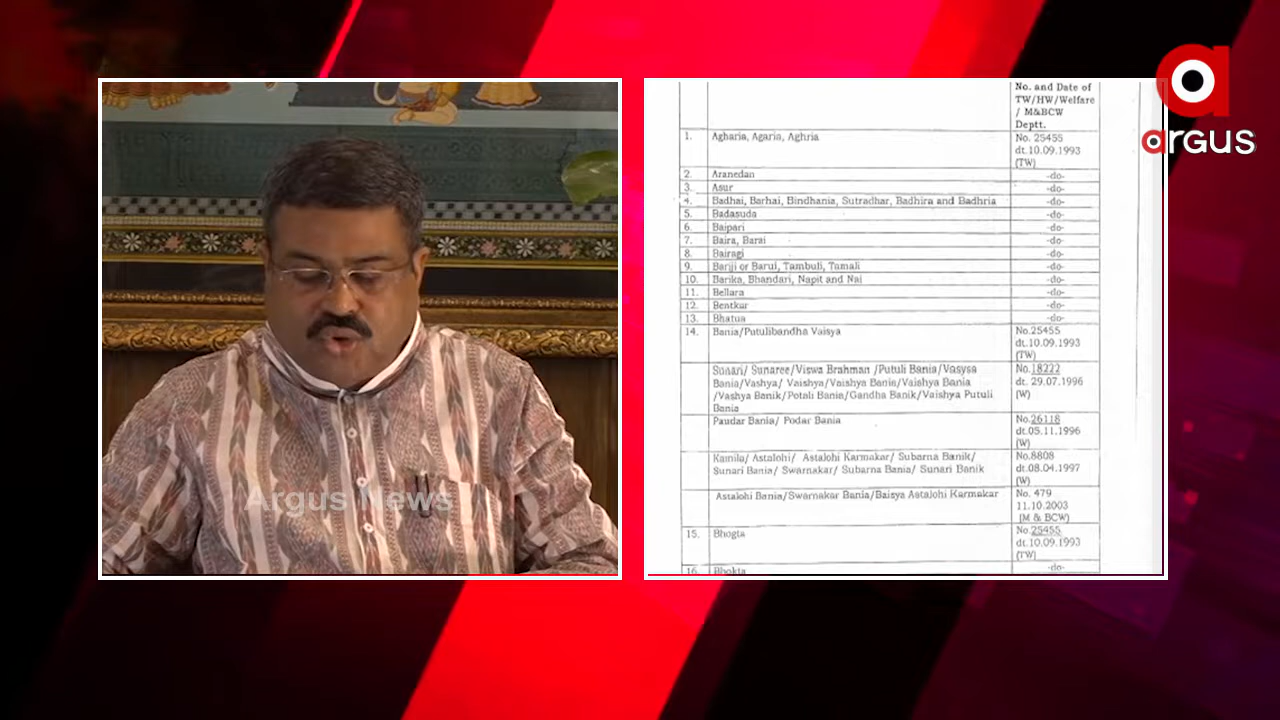 argus
Argus News
No. and Date of
TW/HW/Welfare
/ M&BCW
Deptt.
1. Agharia, Agaria, Aghria No. 25455
dt.10.09.1993
(TW)
2. Aranedan -do-
3. Asur -do-
4. Badhai, Barhai, Bindhania, Sutradhar, Badhira and Badhria -do-
5. Badasuda -do-
6. Baipari -do-
7. Baira, Barai -do-
8. Bairagi -do-
9. Banji or Barui, Tambuli, Tamali -do-
10. Barika, Bhandari, Napit and Nai -do-
11. Bellara -do-
12. Bentkur -do-
13. Bhatua -do-
14. Bania/Putulibandha Vaisya No.25455
dt.10.09.1993
(TW)
Sunari/ Sunaree/Viswa Brahman /Putuli Bania/Vasysa No.18222
Bania/Vashya/ Vaishya/Vaishya Bania/Vaishya Bania dt. 29.07.1996
/Vashya Banik/Potali Bania/Gandha Banik/Vaishya Putuli (W)
Bania
Paudar Bania/ Podar Bania No.26118
dt.05.11.1996
(W)
Kamila/ Astalohi/ Astalohi Karmakar/ Subarna Banik/ No.8808
Sunari Bania/ Swarnakar/ Subarna Bania/ Sunari Banik dt.08.04.1997
(W)
Astalohi Bania/Swarnakar Bania/Baisya Astalohi Karmakar No. 479
11.10.2003
(M & BCW)
15. Bhogta No.25455
dt.10.09.1993
(TW)
16. Bhokta -do-